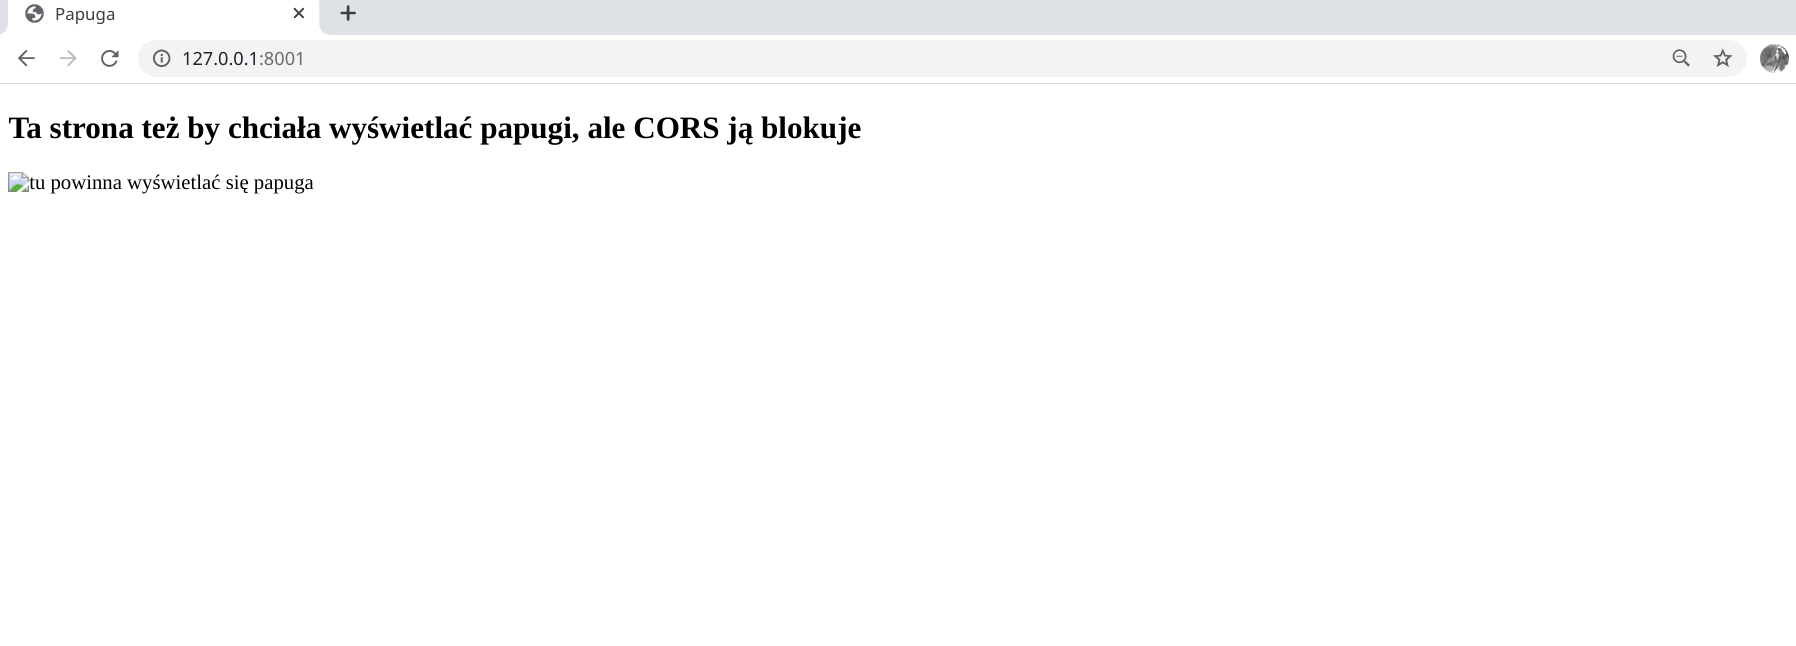 Papuga
127.0.0.1:8001
Ta strona też by chciała wyświetlać papugi, ale CORS ją blokuje
tu powinna wyświetlać się papuga